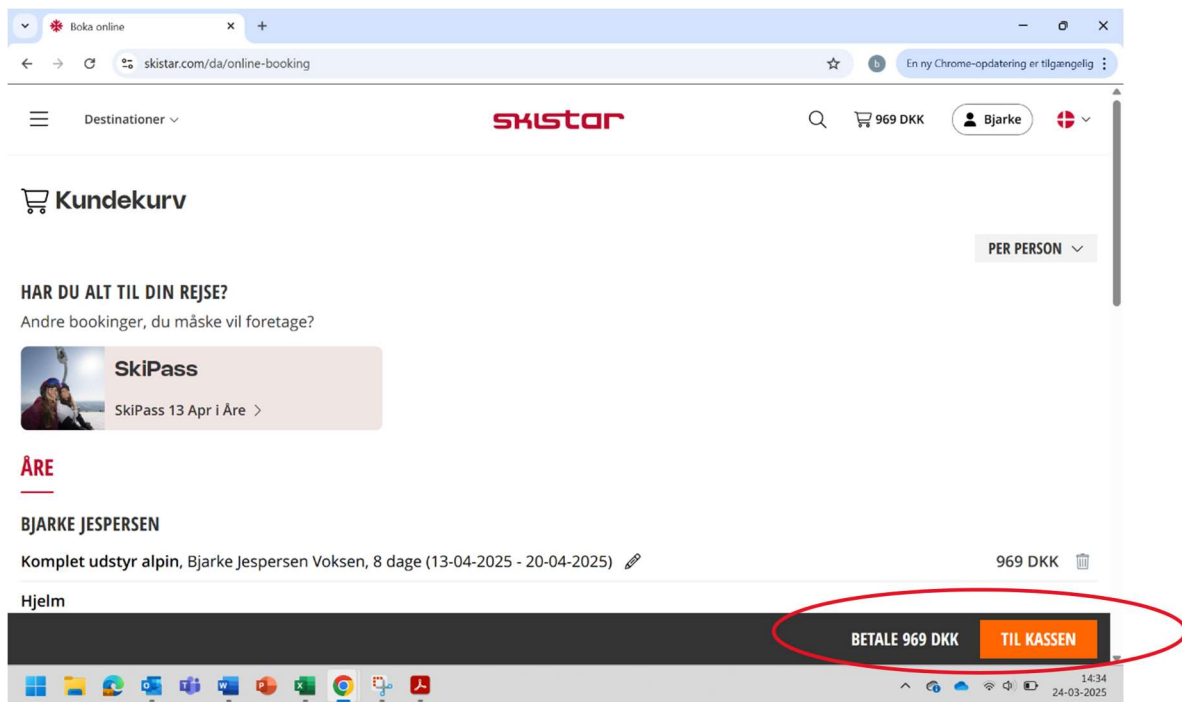 Boka online
skistar.com/da/online-booking
b
En ny Chrome-opdatering er tilgængelig
Destinationer
skistar
969 DKK
Bjarke
Kundekurv
PER PERSON
HAR DU ALT TIL DIN REJSE?
Andre bookinger, du måske vil foretage?
SkiPass
SkiPass 13 Apr i Åre
ÅRE
BJARKE JESPERSEN
Komplet udstyr alpin, Bjarke Jespersen Voksen, 8 dage (13-04-2025 - 20-04-2025) 969 DKK
Hjelm
BETALE 969 DKK TIL KASSEN
14:34
24-03-2025